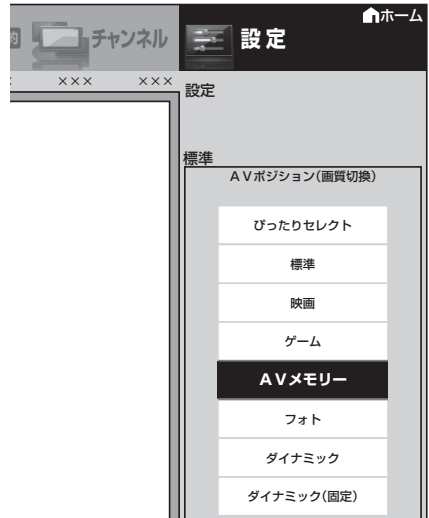 ホーム
的
チャンネル
設定
××× ×××
設定
標準
AVポジション(画質切換)
ぴったりセレクト
標準
映画
ゲーム
AVメモリー
フォト
ダイナミック
ダイナミック(固定)